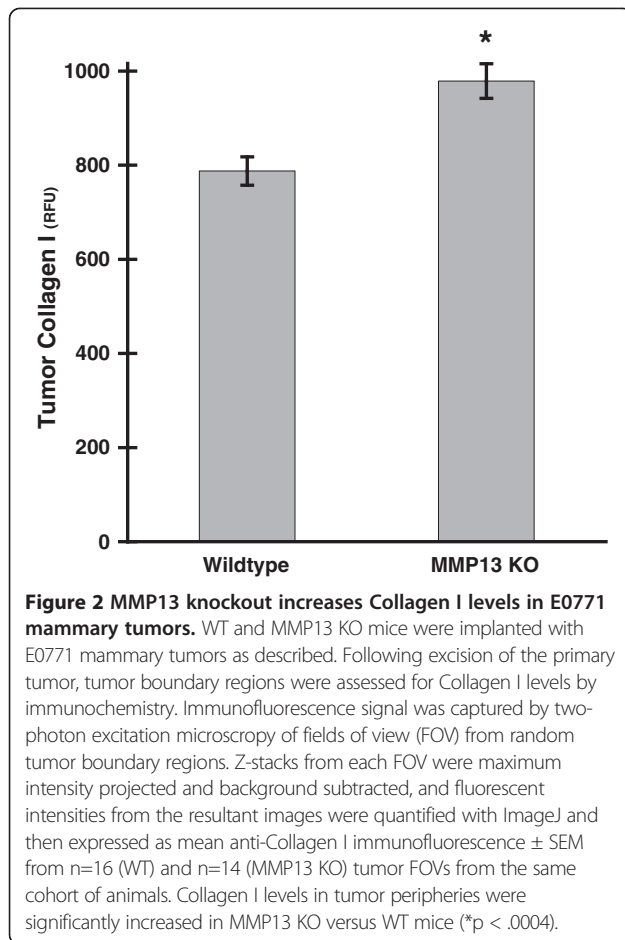 *
1000
800
600
400
200
0
Tumor Collagen I (RFU)
Wildtype
MMP13 KO
Figure 2 MMP13 knockout increases Collagen I levels in E0771
mammary tumors. WT and MMP13 KO mice were implanted with
E0771 mammary tumors as described. Following excision of the primary
tumor, tumor boundary regions were assessed for Collagen I levels by
immunochemistry. Immunofluorescence signal was captured by two-
photon excitation microscopy of fields of view (FOV) from random
tumor boundary regions. Z-stacks from each FOV were maximum
intensity projected and background subtracted, and fluorescent
intensities from the resultant images were quantified with ImageJ and
then expressed as mean anti-Collagen I immunofluorescence ± SEM
from n=16 (WT) and n=14 (MMP13 KO) tumor FOVs from the same
cohort of animals. Collagen I levels in tumor peripheries were
significantly increased in MMP13 KO versus WT mice (*p < .0004).